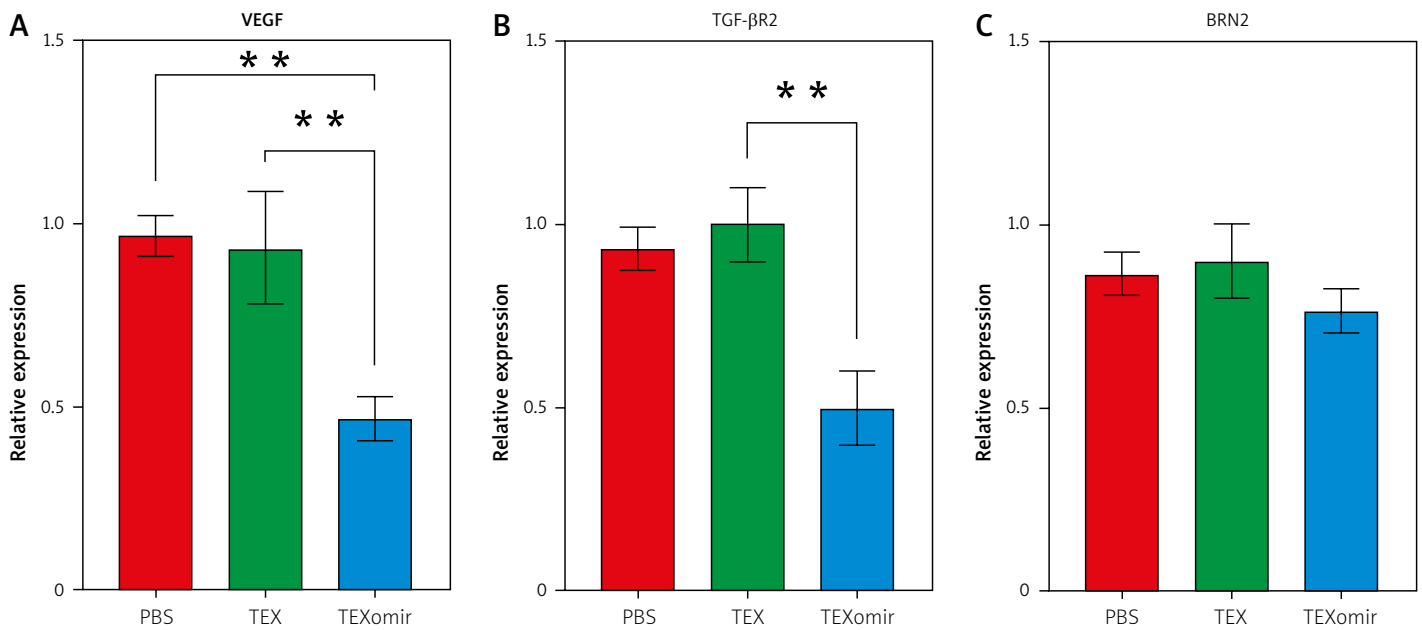 A
VEGF
Relative expression
1.5
1.0
0.5
0
* *
* *
PBS TEX TEXomir
B
TGF-βR2
Relative expression
1.5
1.0
0.5
0
* *
PBS TEX TEXomir
C
BRN2
Relative expression
1.5
1.0
0.5
0
PBS TEX TEXomir